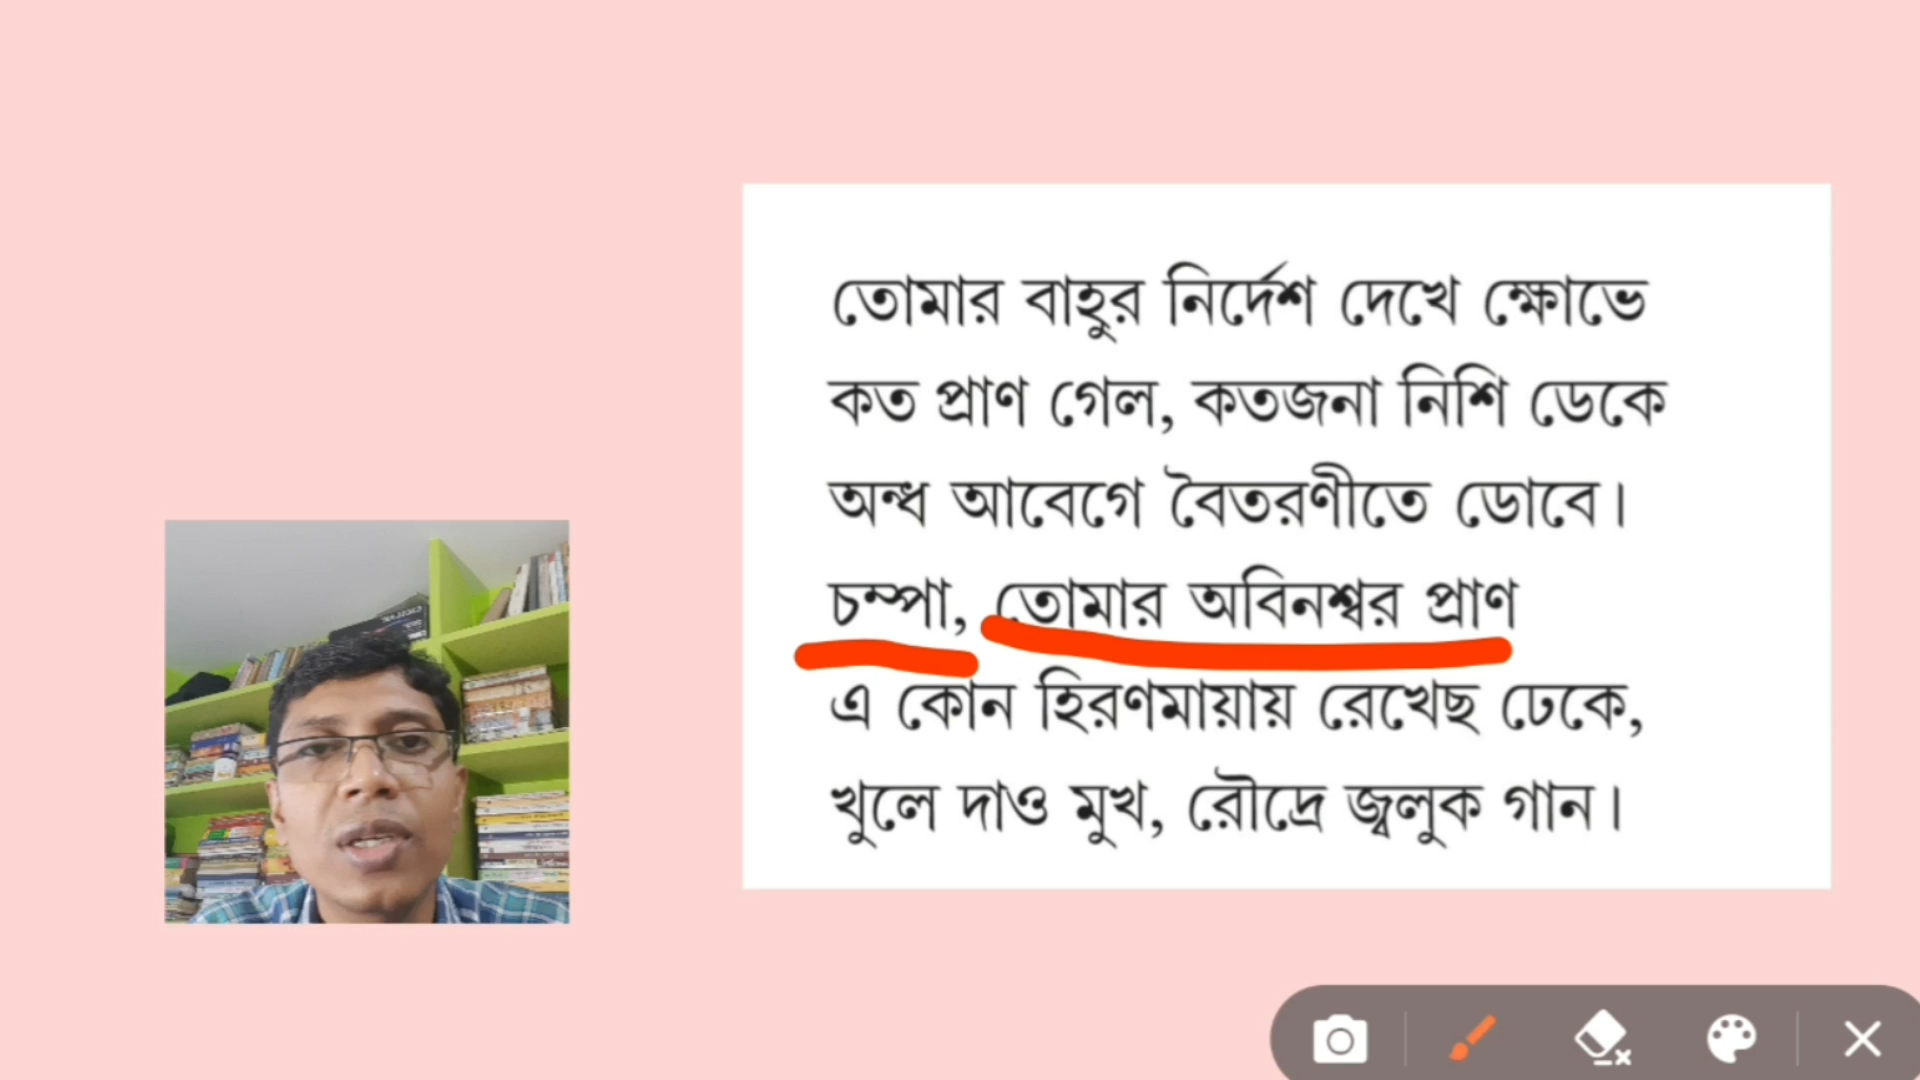 তোমার বাহুর নির্দেশ দেখে ক্ষোভে
কত প্রাণ গেল, কতজনা নিশি ডেকে
অন্ধ আবেগে বৈতরণীতে ডোবে।
চম্পা, তোমার অবিনশ্বর প্রাণ
এ কোন হিরণমায়ায় রেখেছ ঢেকে,
খুলে দাও মুখ, রৌদ্রে জ্বলুক গান।